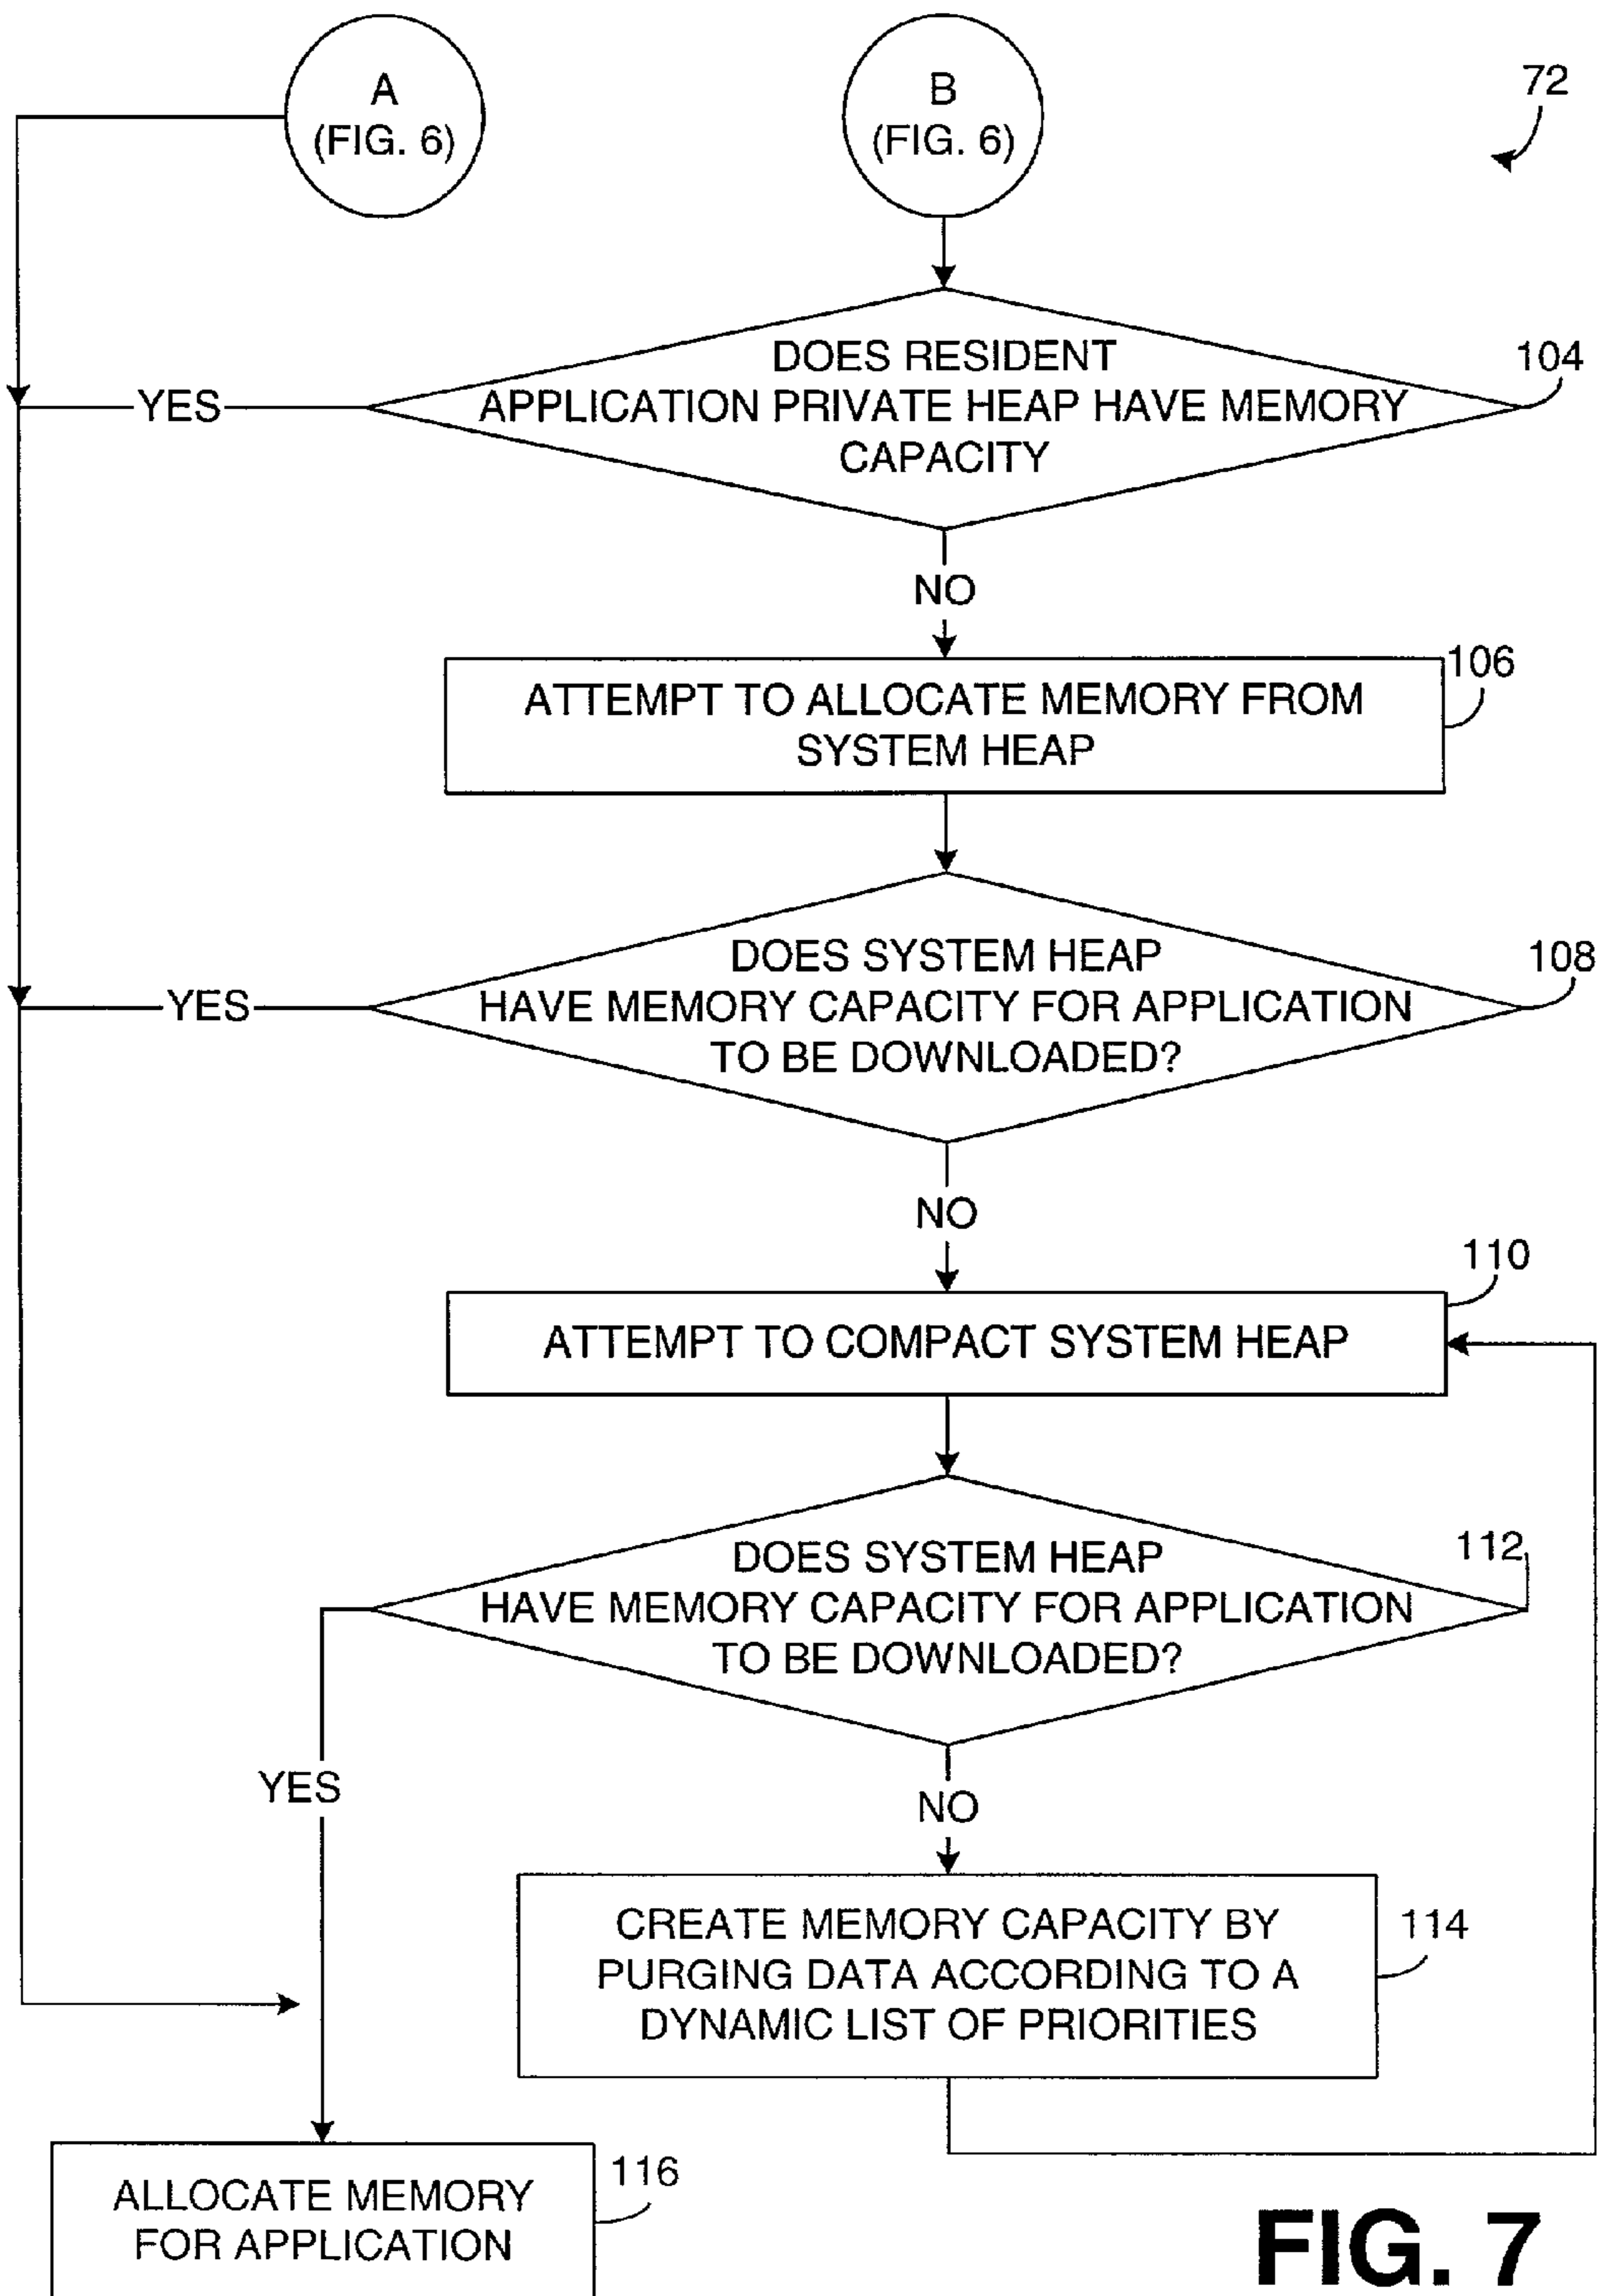 A
(FIG. 6)
B
(FIG. 6)
72
DOES RESIDENT
APPLICATION PRIVATE HEAP HAVE MEMORY
CAPACITY
104
YES
NO
106
ATTEMPT TO ALLOCATE MEMORY FROM
SYSTEM HEAP
DOES SYSTEM HEAP
HAVE MEMORY CAPACITY FOR APPLICATION
TO BE DOWNLOADED?
108
YES
NO
110
ATTEMPT TO COMPACT SYSTEM HEAP
112
DOES SYSTEM HEAP
HAVE MEMORY CAPACITY FOR APPLICATION
TO BE DOWNLOADED?
YES
NO
CREATE MEMORY CAPACITY BY
PURGING DATA ACCORDING TO A
DYNAMIC LIST OF PRIORITIES
114
116
ALLOCATE MEMORY
FOR APPLICATION
FIG. 7